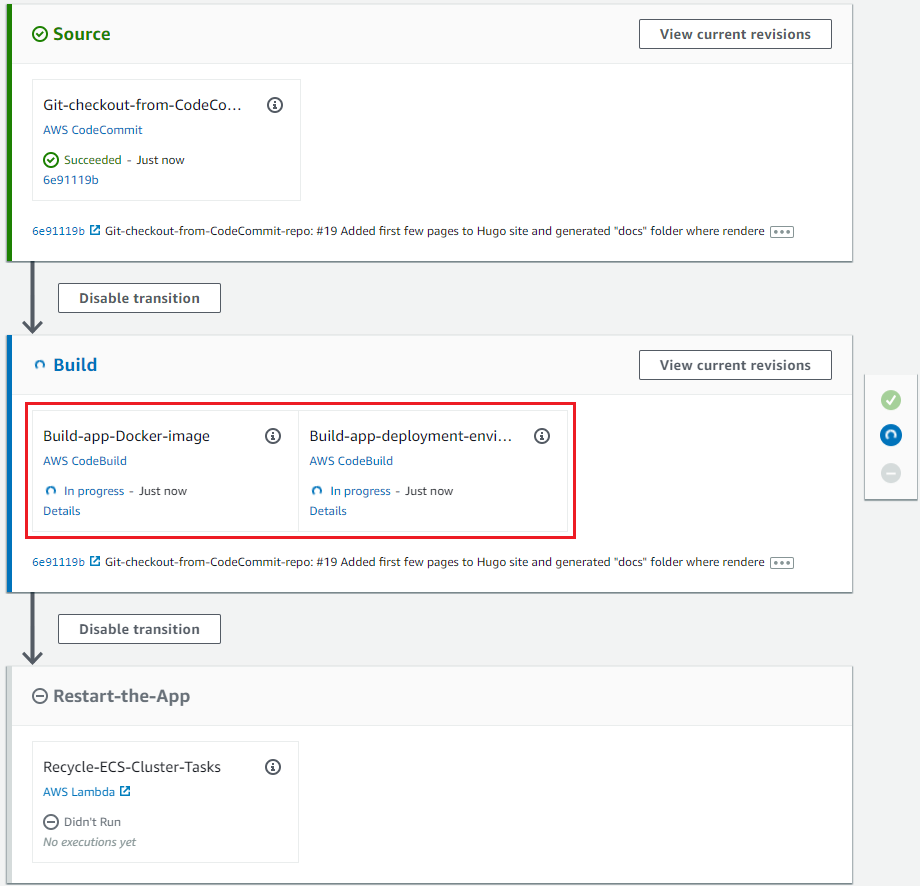 Source
View current revisions
Git-checkout-from-CodeCo...
AWS CodeCommit
Succeeded - Just now
6e91119b
6e91119b Git-checkout-from-CodeCommit-repo: #19 Added first few pages to Hugo site and generated "docs" folder where rendere
Disable transition
Build
View current revisions
Build-app-Docker-image
AWS CodeBuild
In progress - Just now
Details
Build-app-deployment-envi...
AWS CodeBuild
In progress - Just now
Details
6e91119b Git-checkout-from-CodeCommit-repo: #19 Added first few pages to Hugo site and generated "docs" folder where rendere
Disable transition
Restart-the-App
Recycle-ECS-Cluster-Tasks
AWS Lambda
Didn't Run
No executions yet